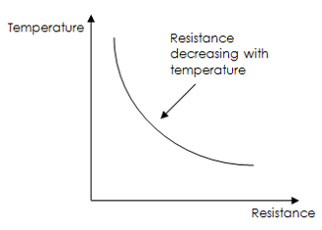 Temperature
Resistance
decreasing with
temperature
Resistance